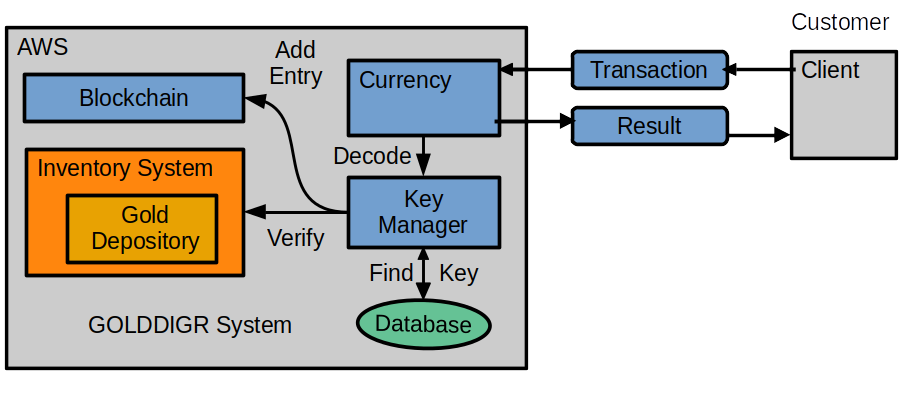 Customer
AWS
Add
Entry
Blockchain
Currency
Transaction
Client
Result
Decode
Inventory System
Gold
Depository
Key
Manager
Verify
Find
Key
GOLDDIGR System
Database